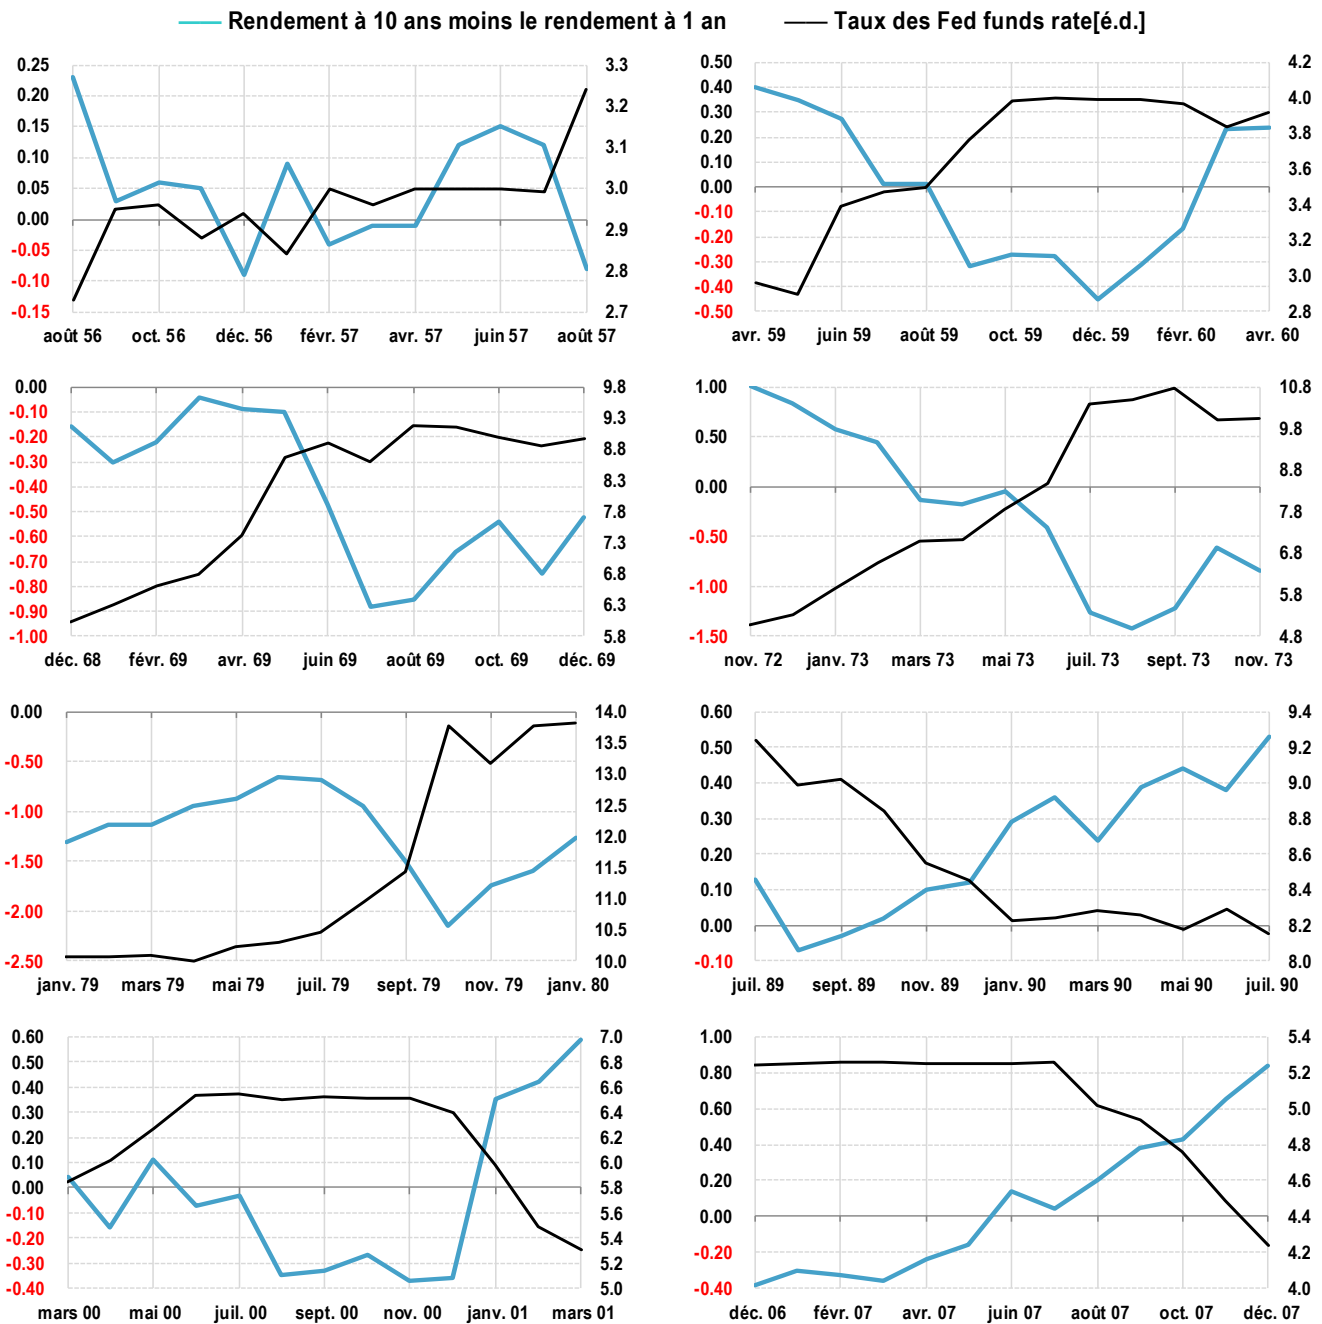 Rendement à 10 ans moins le rendement à 1 an Taux des Fed funds rate[é.d.]
0.25 3.3 0.50 4.2
0.20 3.2 0.40 4.0
0.15 3.1 0.30 3.8
0.10 3.0 0.20 3.6
0.05 2.9 0.10 3.4
0.00 2.8 0.00 3.2
-0.05 2.7 -0.10 3.0
-0.10 -0.20 2.8
-0.15 -0.30
-0.40
-0.50
août 56 oct. 56 déc. 56 févr. 57 avr. 57 juin 57 août 57 avr. 59 juin 59 août 59 oct. 59 déc. 59 févr. 60 avr. 60
0.00 9.8 1.00 10.8
-0.10 9.3 0.50 9.8
-0.20 8.8 0.00 8.8
-0.30 8.3 -0.50 7.8
-0.40 7.8 -1.00 6.8
-0.50 7.3 -1.50 5.8
-0.60 6.8 4.8
-0.70 6.3
-0.80 5.8
-0.90
-1.00
déc. 68 févr. 69 avr. 69 juin 69 août 69 oct. 69 déc. 69 nov. 72 janv. 73 mars 73 mai 73 juil. 73 sept. 73 nov. 73
0.00 14.0 0.60 9.4
-0.50 13.5 0.50 9.2
-1.00 13.0 0.40 9.0
-1.50 12.5 0.30 8.8
-2.00 12.0 0.20 8.6
-2.50 11.5 0.10 8.4
11.0 0.00 8.2
10.5 -0.10 8.0
10.0
janv. 79 mars 79 mai 79 juil. 79 sept. 79 nov. 79 janv. 80 juil. 89 sept. 89 nov. 89 janv. 90 mars 90 mai 90 juil. 90
0.60 7.0 1.00 5.4
0.50 6.8 0.80 5.2
0.40 6.6 0.60 5.0
0.30 6.4 0.40 4.8
0.20 6.2 0.20 4.6
0.10 6.0 0.00 4.4
0.00 5.8 -0.20 4.2
-0.10 5.6 -0.40 4.0
-0.20 5.4
-0.30 5.2
-0.40 5.0
mars 00 mai 00 juil. 00 sept. 00 nov. 00 janv. 01 mars 01 déc. 06 févr. 07 avr. 07 juin 07 août 07 oct. 07 déc. 07